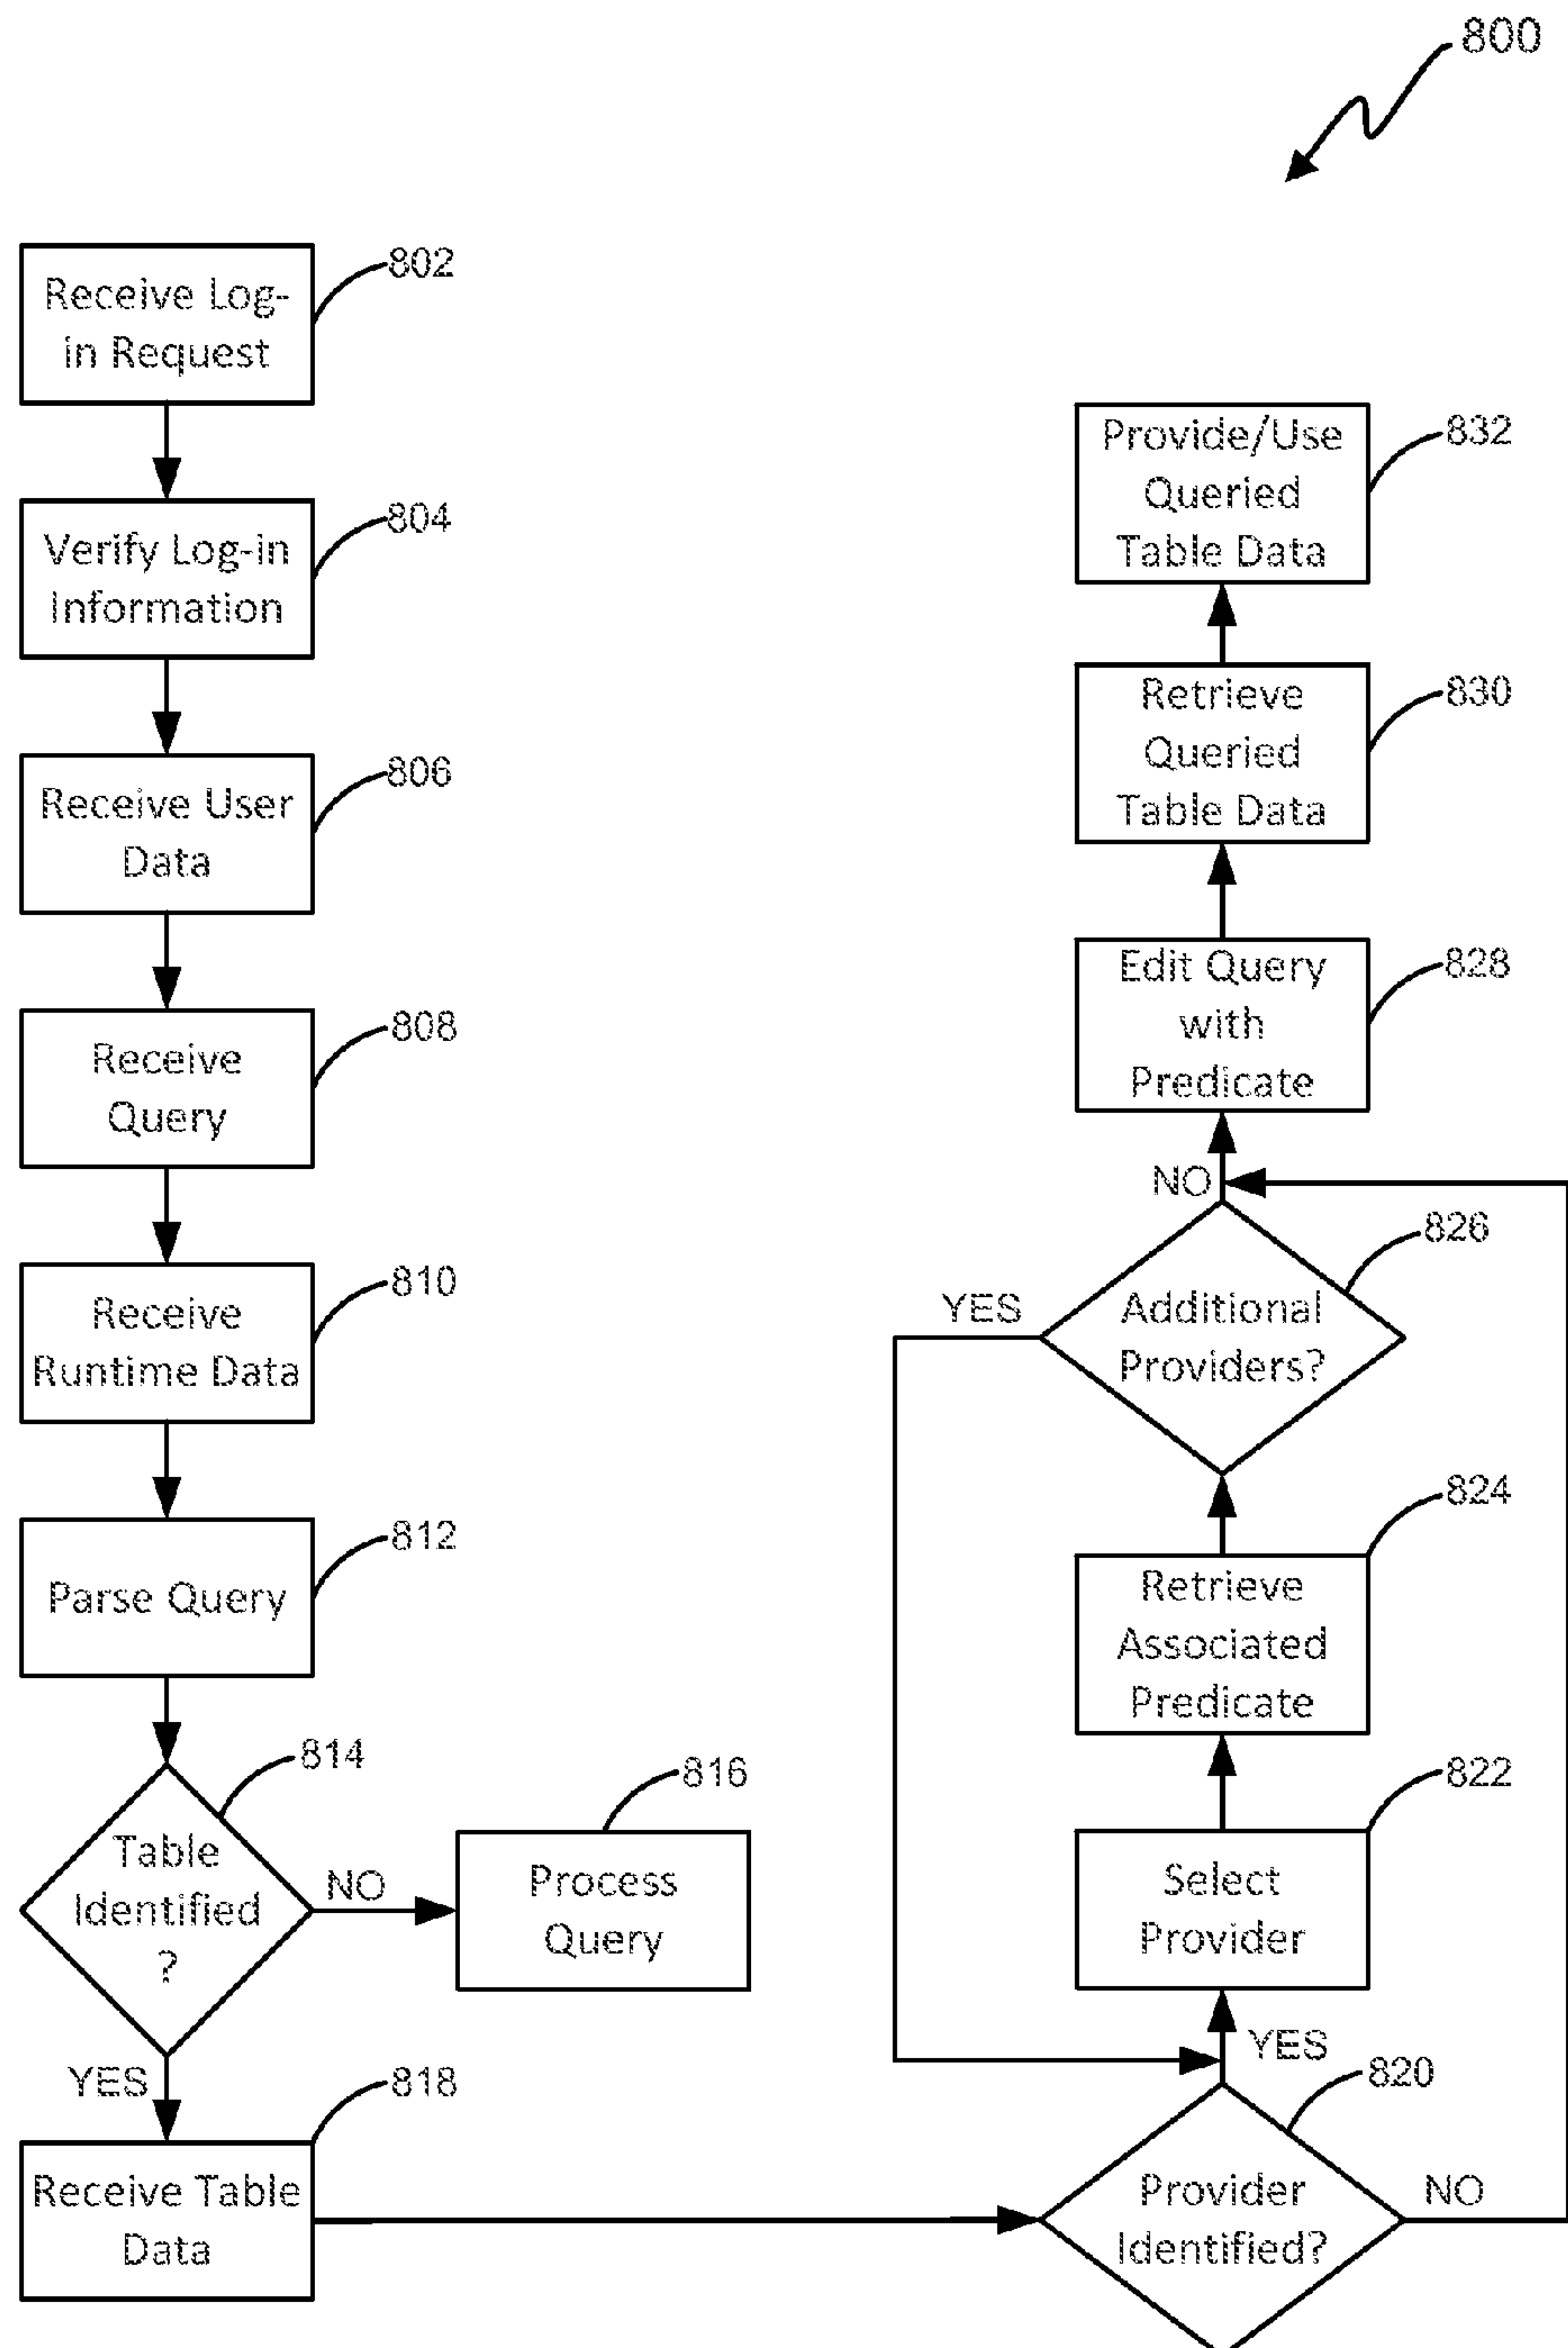 800
802
Receive Log-
in Request
804
Verify Log-in
Information
806
Receive User
Data
808
Receive
Query
810
Receive
Runtime Data
812
Parse Query
814
Table
Identified
?
NO
816
Process
Query
YES
818
Receive Table
Data
820
Provider
Identified?
NO
YES
822
Select
Provider
824
Retrieve
Associated
Predicate
826
Additional
Providers?
YES
NO
828
Edit Query
with
Predicate
830
Retrieve
Queried
Table Data
832
Provide/Use
Queried
Table Data